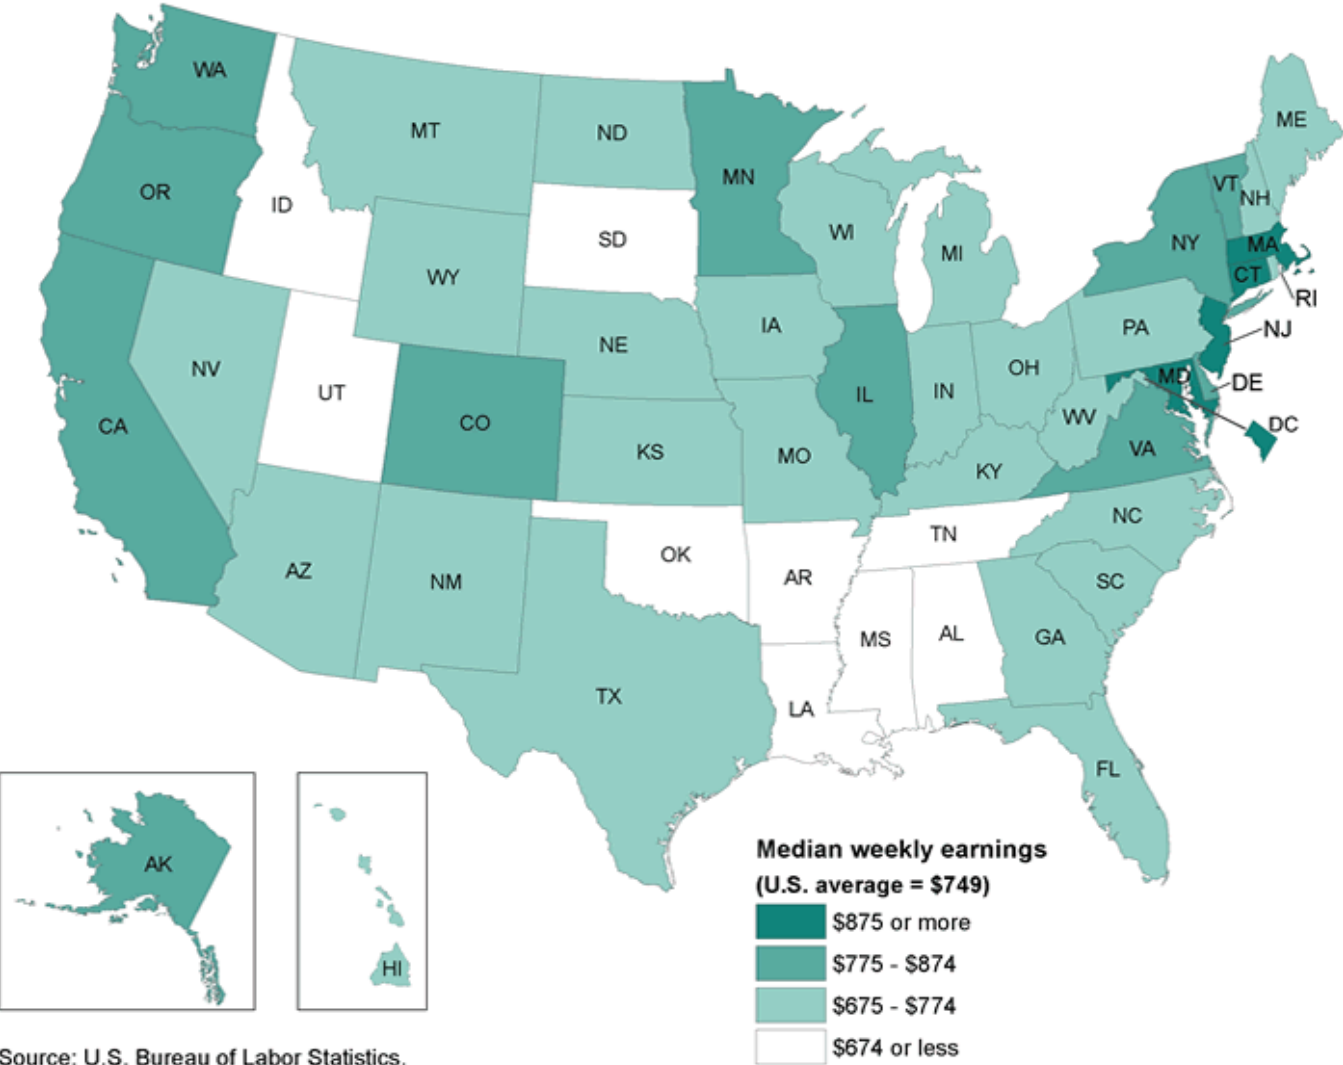 WA
MT
ND
MN
ME
OR
ID
SD
WI
MI
VT
NH
NY
MA
CT
RI
WY
IA
PA
NJ
NV
UT
NE
IL
IN
OH
MD
DE
CA
CO
KS
MO
WV
VA
DC
KY
AZ
NM
OK
AR
TN
NC
SC
TX
LA
MS
AL
GA
FL
AK
HI
Median weekly earnings
(U.S. average = $749)
$875 or more
$775 - $874
$675 - $774
$674 or less
Source: U.S. Bureau of Labor Statistics.